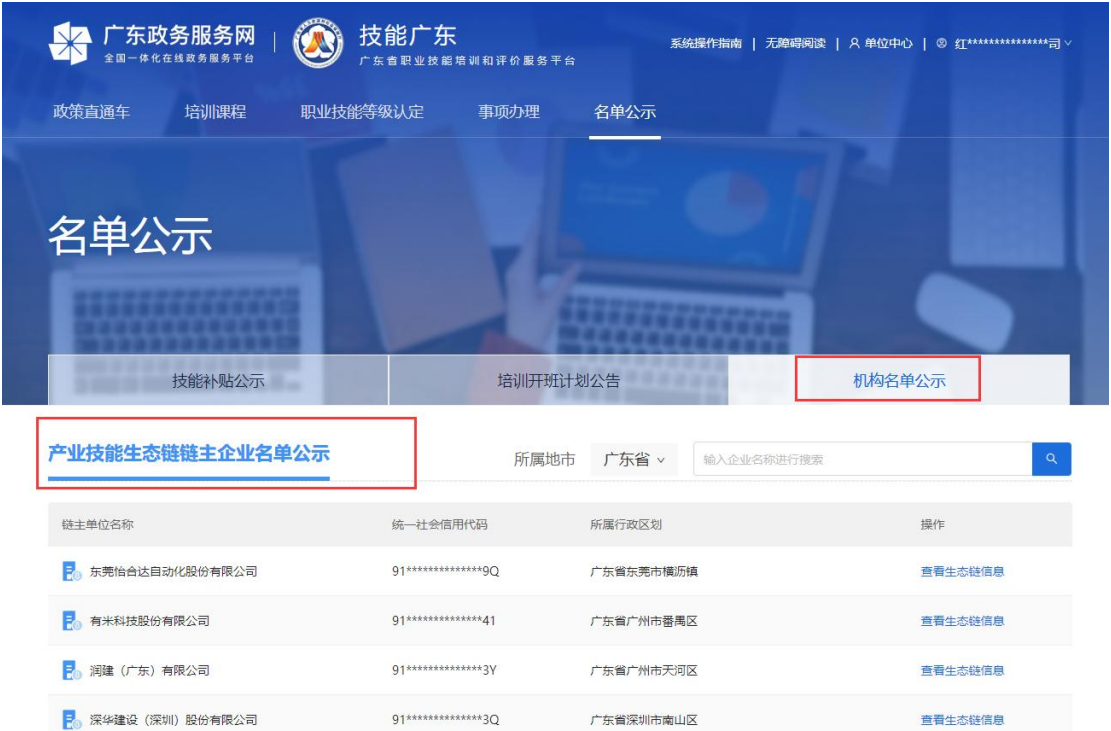 广东政务服务网
全国一体化在线政务服务平台
技能广东
广东省职业技能培训和评价服务平台
系统操作指南 | 无障碍阅读 | 单位中心 | 红***************司
政策直通车 培训课程 职业技能等级认定 事项办理 名单公示
名单公示
技能补贴公示 培训开班计划公告 机构名单公示
产业技能生态链链主企业名单公示 所属地市 广东省 输入企业名称进行搜索
链主单位名称 统一社会信用代码 所属行政区划 操作
东莞怡合达自动化股份有限公司 91**************9Q 广东省东莞市横沥镇 查看生态链信息
有米科技股份有限公司 91**************41 广东省广州市番禺区 查看生态链信息
润建（广东）有限公司 91**************3Y 广东省广州市天河区 查看生态链信息
深华建设（深圳）股份有限公司 91**************3Q 广东省深圳市南山区 查看生态链信息